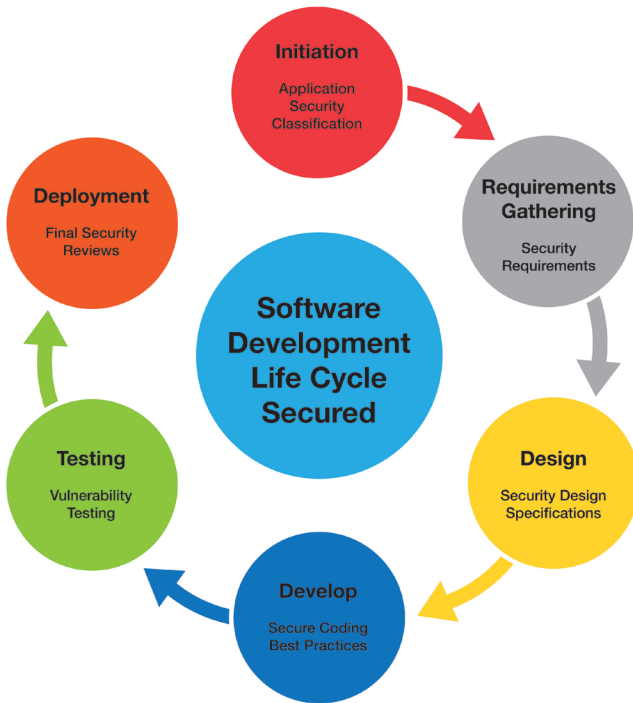 Initiation
Application
Security
Classification
Requirements
Gathering
Security
Requirements
Design
Security Design
Specifications
Develop
Secure Coding
Best Practices
Testing
Vulnerability
Testing
Deployment
Final Security
Reviews
Software
Development
Life Cycle
Secured